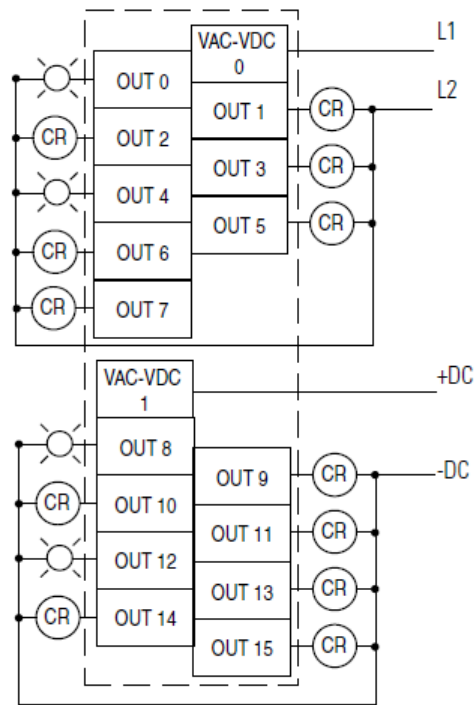 VAC-VDC
0
L1
OUT 0
OUT 1
CR
L2
CR
OUT 2
OUT 3
CR
OUT 4
OUT 5
CR
CR
OUT 6
CR
OUT 7
VAC-VDC
1
+DC
OUT 8
OUT 9
CR
-DC
CR
OUT 10
OUT 11
CR
OUT 12
OUT 13
CR
CR
OUT 14
OUT 15
CR